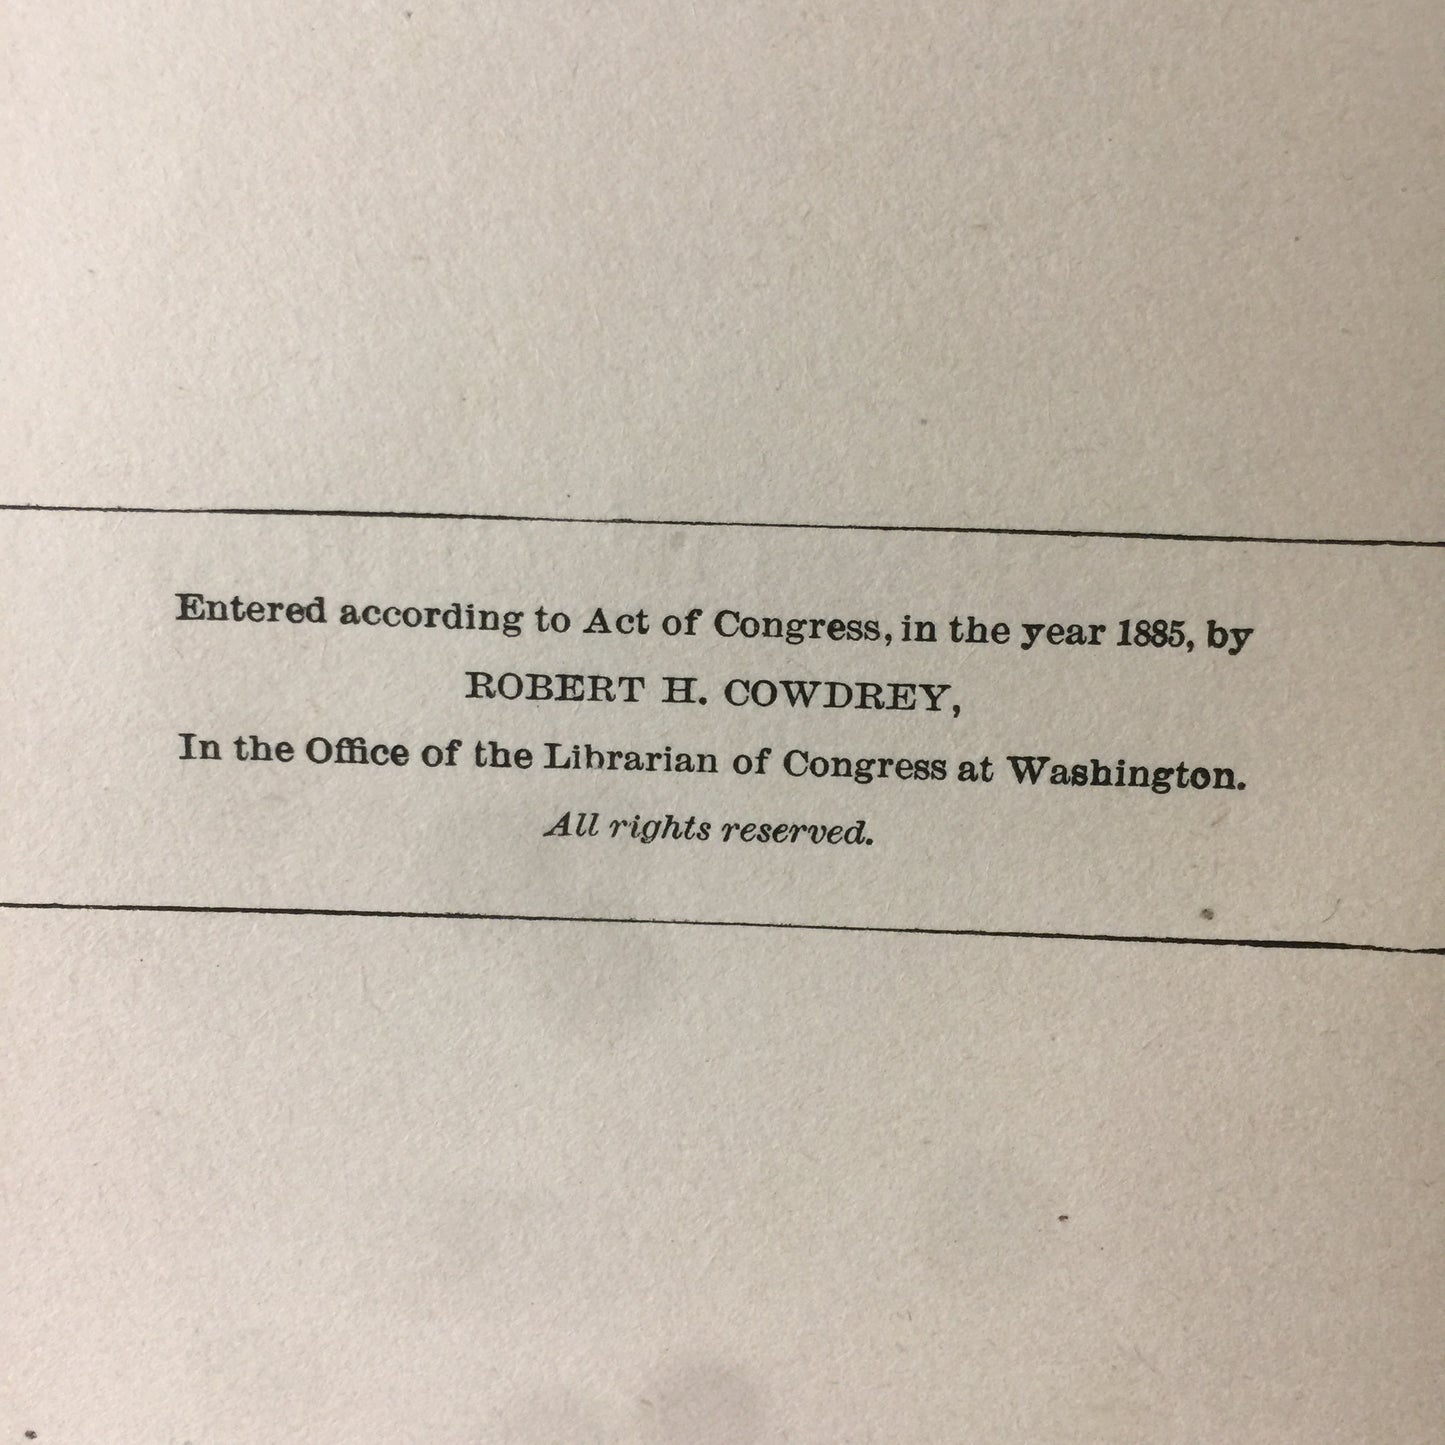 Entered according to Act of Congress, in the year 1885, by
ROBERT H. COWDREY,
In the Office of the Librarian of Congress at Washington.
All rights reserved.